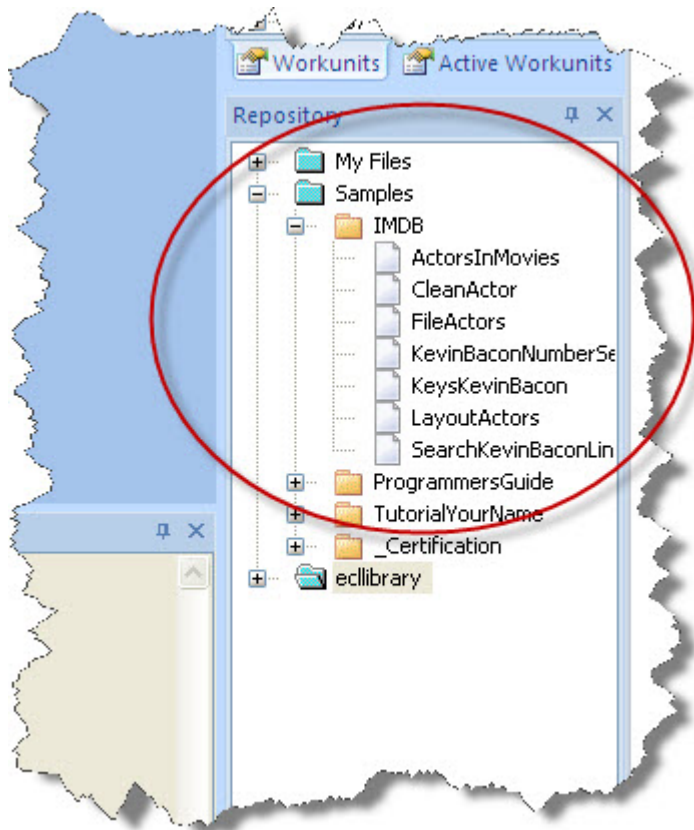 Workunits Active Workunits
Repository
My Files
Samples
IMDB
ActorsInMovies
CleanActor
FileActors
KevinBaconNumberSe
KeysKevinBacon
LayoutActors
SearchKevinBaconLin
ProgrammersGuide
TutorialYourName
_Certification
ecllibrary